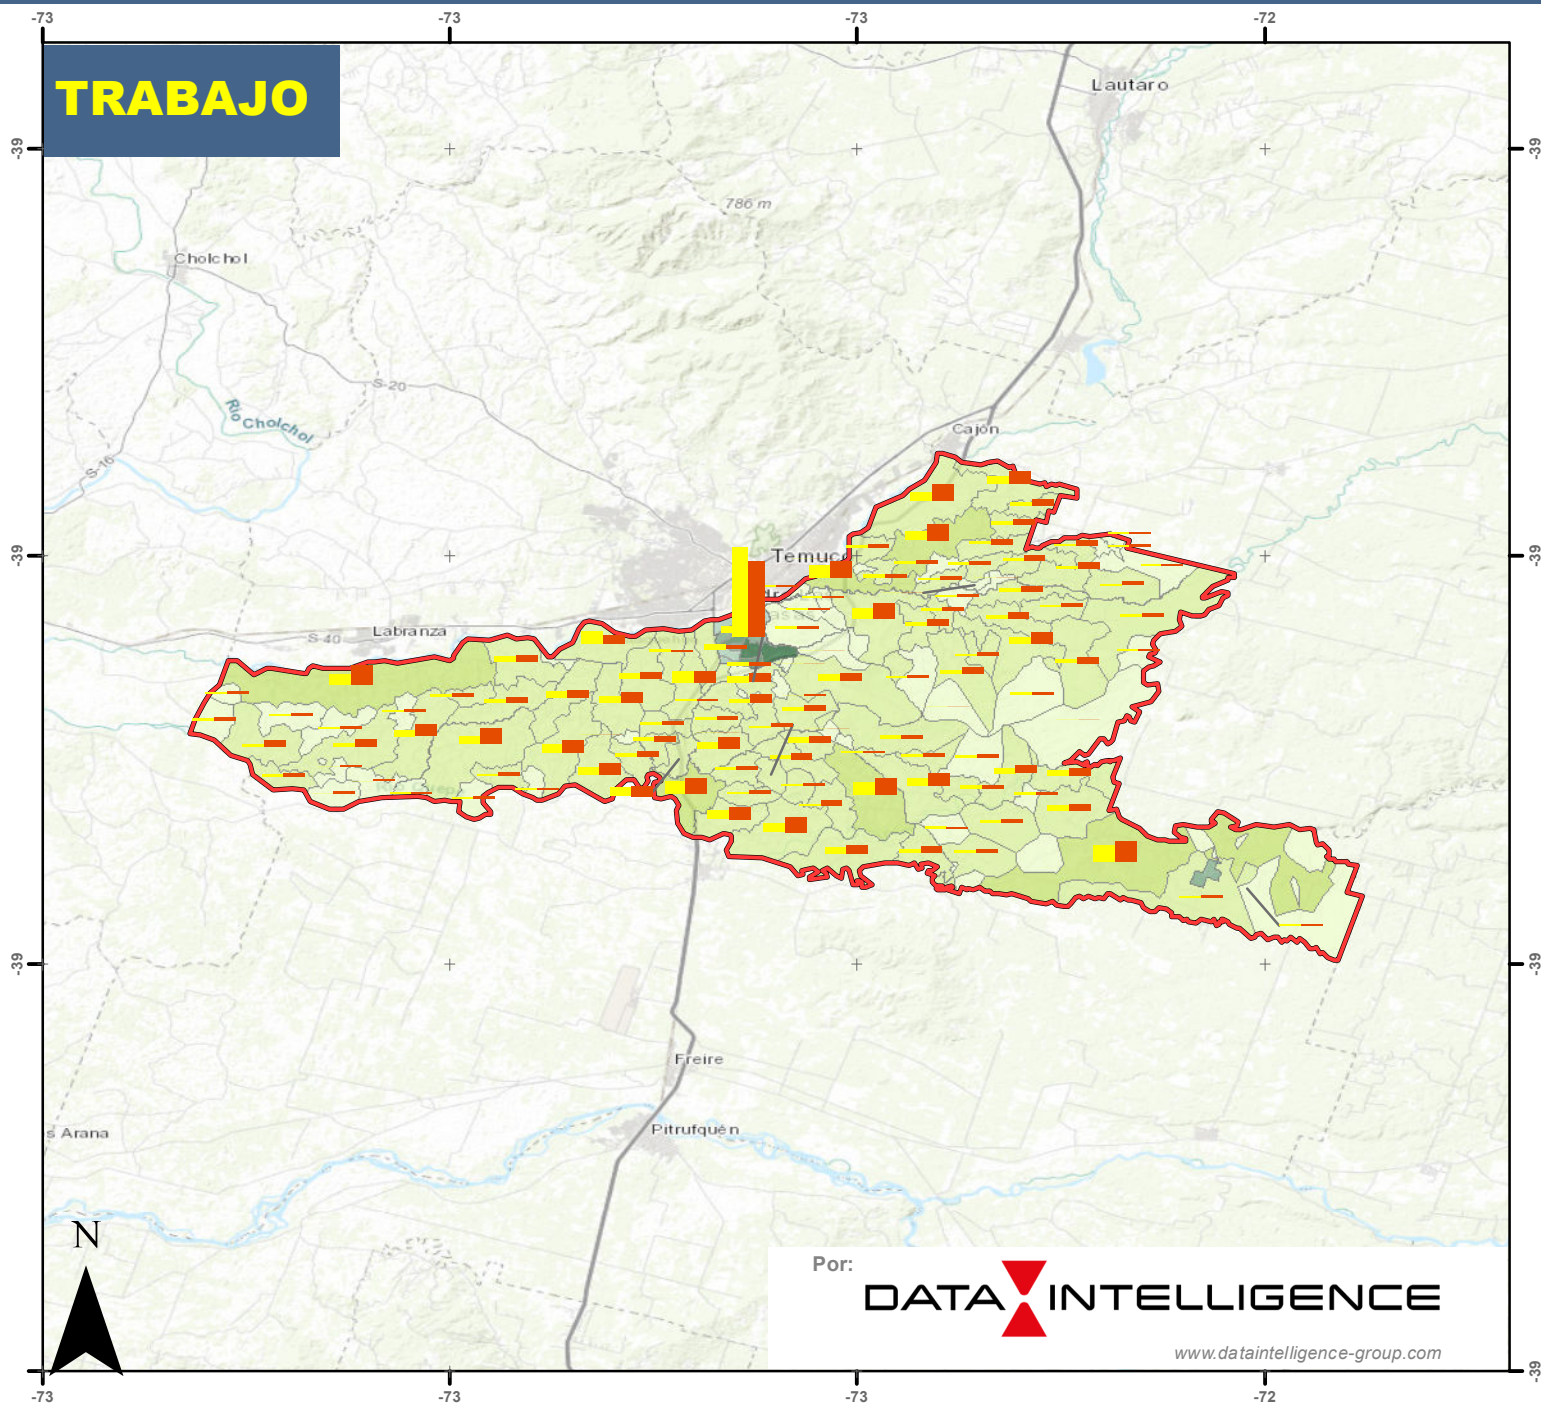 -73
-73
-73
-72
TRABAJO
Lautaro
-39
-39
786 m
Cholchol
S-20
Río Cholchol
S-16
Cajón
-39
-39
Temuco
S 40
Labranza
-39
-39
Freire
Pitrufquén
s Arana
N
Por:
DATA INTELLIGENCE
www.dataintelligence-group.com
-39
-73
-73
-73
-72